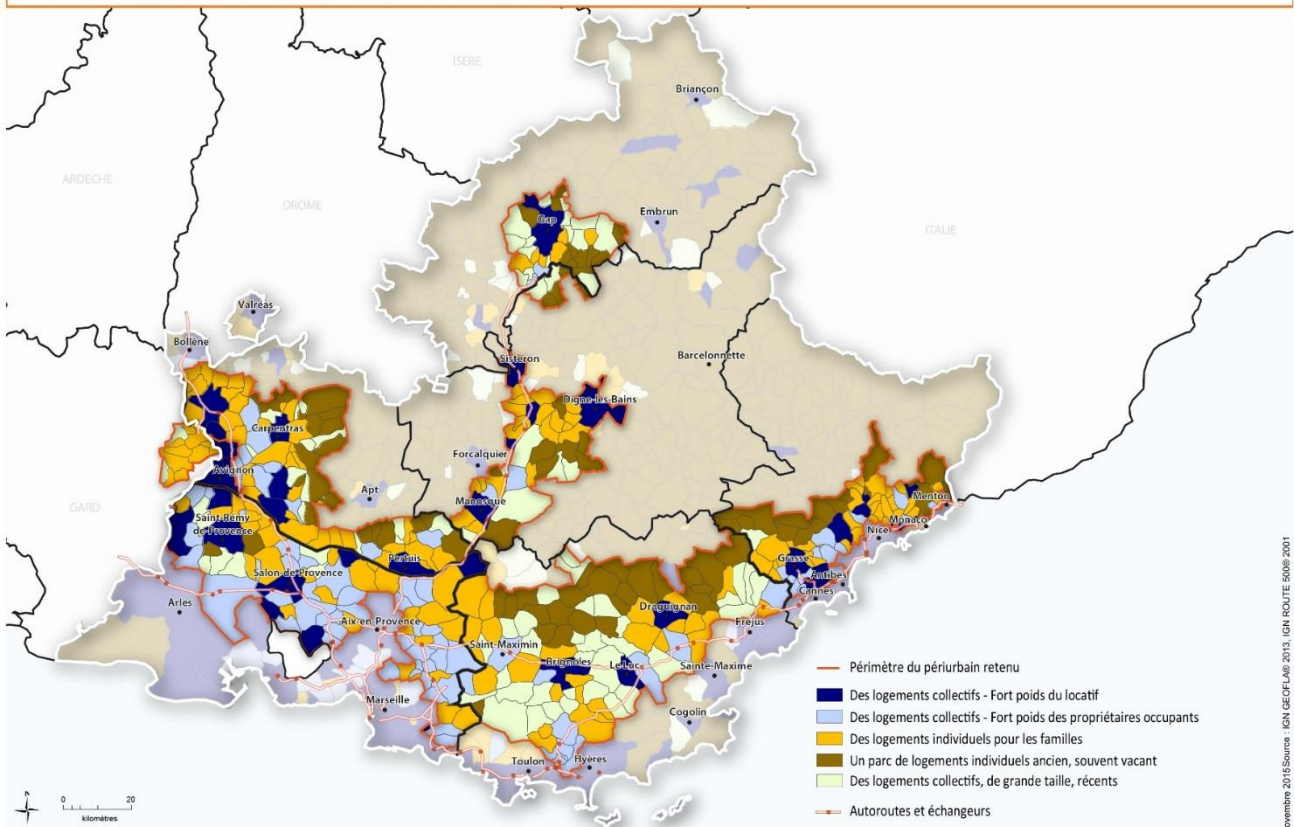 ISERE
Briançon
ARDECHE
DROME
Gap
Embrun
ITALIE
Valréas
Bollène
Sisteron
Barcelonnette
Digne-les-Bains
Carpentras
Forcalquier
Avignon
Apt
Manosque
GARD
Saint-Rémy
de-Provence
Menton
Monaco
Nice
Pertuis
Grasse
Salon-de-Provence
Antibes
Cannes
Arles
Draguignan
Aix-en-Provence
Fréjus
Saint-Maximin
Brignoles
Le Luc
Sainte-Maxime
Marseille
Cogolin
Toulon
Hyères
Périmètre du périurbain retenu
Des logements collectifs - Fort poids du locatif
Des logements collectifs - Fort poids des propriétaires occupants
Des logements individuels pour les familles
Un parc de logements individuels ancien, souvent vacant
Des logements collectifs, de grande taille, récents
Autoroutes et échangeurs
0 20
kilomètres
ovembre 2015Source : IGN GEOFLA® 2013, IGN ROUTE 500® 2001